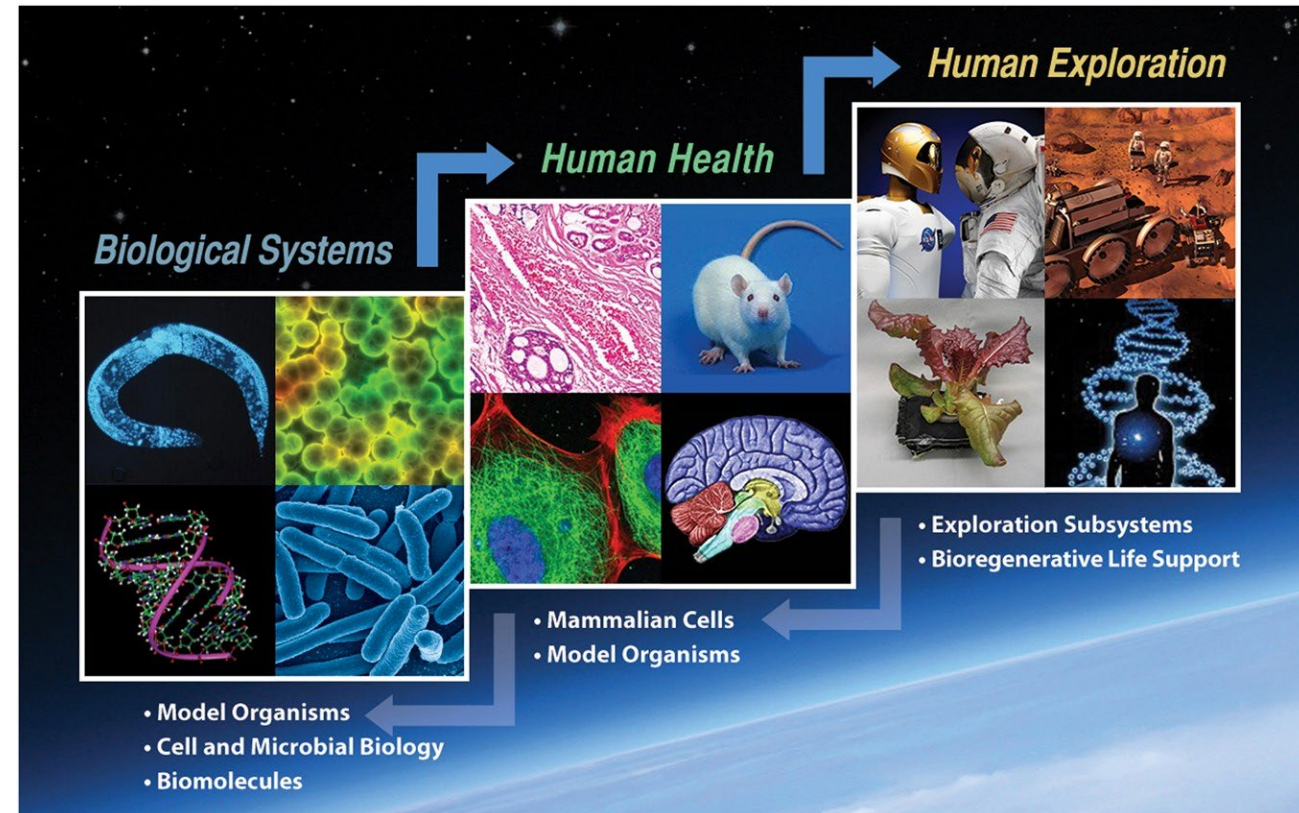 Human Exploration
Human Health
Biological Systems
• Exploration Subsystems
• Bioregenerative Life Support
• Mammalian Cells
• Model Organisms
• Model Organisms
• Cell and Microbial Biology
• Biomolecules